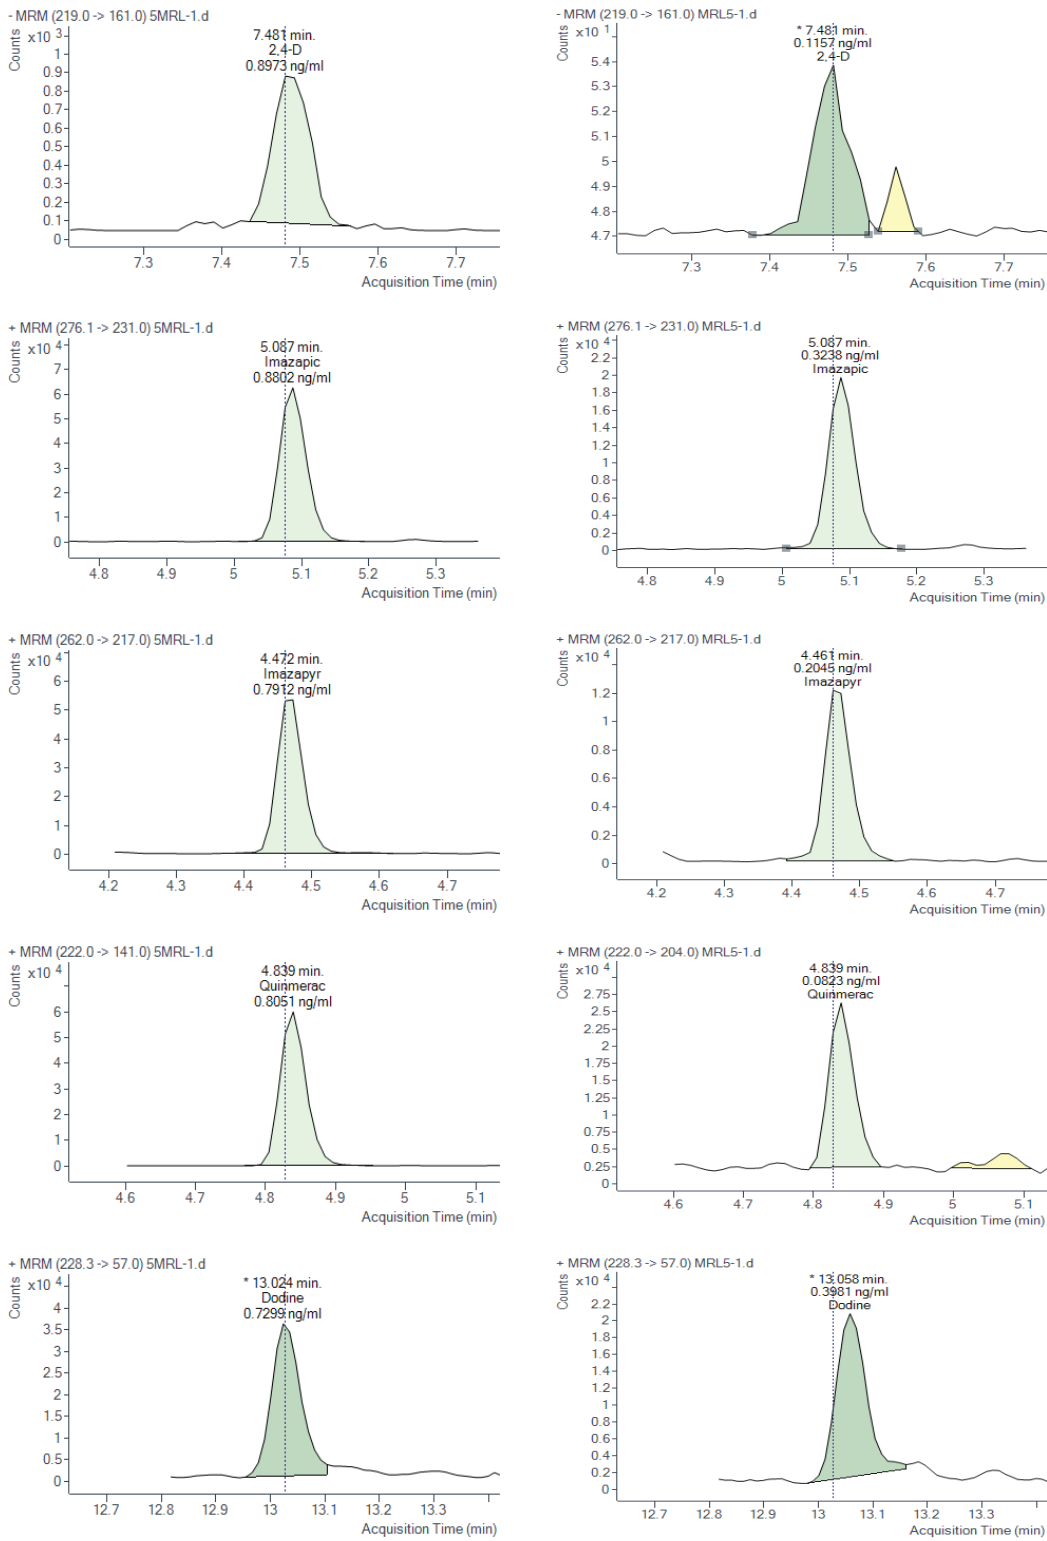 - MRM (219.0 -> 161.0) 5MRL-1.d
Counts
x10 3
7.481 min.
2,4-D
0.8973 ng/ml
1
0.9
0.8
0.7
0.6
0.5
0.4
0.3
0.2
0.1
0
7.3 7.4 7.5 7.6 7.7
Acquisition Time (min)
- MRM (219.0 -> 161.0) MRL5-1.d
Counts
x10 1
* 7.481 min.
0.1157 ng/ml
2,4-D
5.4
5.3
5.2
5.1
5
4.9
4.8
4.7
7.3 7.4 7.5 7.6 7.7
Acquisition Time (min)
+ MRM (276.1 -> 231.0) 5MRL-1.d
Counts
x10 4
5.087 min.
Imazapic
0.8802 ng/ml
7
6
5
4
3
2
1
0
4.8 4.9 5 5.1 5.2 5.3
Acquisition Time (min)
+ MRM (276.1 -> 231.0) MRL5-1.d
Counts
x10 4
5.087 min.
0.3238 ng/ml
Imazapic
2.2
2
1.8
1.6
1.4
1.2
1
0.8
0.6
0.4
0.2
0
4.8 4.9 5 5.1 5.2 5.3
Acquisition Time (min)
+ MRM (262.0 -> 217.0) 5MRL-1.d
Counts
x10 4
4.472 min.
Imazapyr
0.7912 ng/ml
6
5
4
3
2
1
0
4.2 4.3 4.4 4.5 4.6 4.7
Acquisition Time (min)
+ MRM (262.0 -> 217.0) MRL5-1.d
Counts
x10 4
4.461 min.
0.2045 ng/ml
Imazapyr
1.2
1
0.8
0.6
0.4
0.2
0
4.2 4.3 4.4 4.5 4.6 4.7
Acquisition Time (min)
+ MRM (222.0 -> 141.0) 5MRL-1.d
Counts
x10 4
4.839 min.
Quinmerac
0.8051 ng/ml
6
5
4
3
2
1
0
4.6 4.7 4.8 4.9 5 5.1
Acquisition Time (min)
+ MRM (222.0 -> 204.0) MRL5-1.d
Counts
x10 4
4.839 min.
0.0823 ng/ml
Quinmerac
2.75
2.5
2.25
2
1.75
1.5
1.25
1
0.75
0.5
0.25
0
4.6 4.7 4.8 4.9 5 5.1
Acquisition Time (min)
+ MRM (228.3 -> 57.0) 5MRL-1.d
Counts
x10 4
* 13.024 min.
Dodine
0.7299 ng/ml
4
3.5
3
2.5
2
1.5
1
0.5
0
12.7 12.8 12.9 13 13.1 13.2 13.3
Acquisition Time (min)
+ MRM (228.3 -> 57.0) MRL5-1.d
Counts
x10 4
* 13.058 min.
0.3981 ng/ml
Dodine
2.2
2
1.8
1.6
1.4
1.2
1
0.8
0.6
0.4
0.2
0
12.7 12.8 12.9 13 13.1 13.2 13.3
Acquisition Time (min)